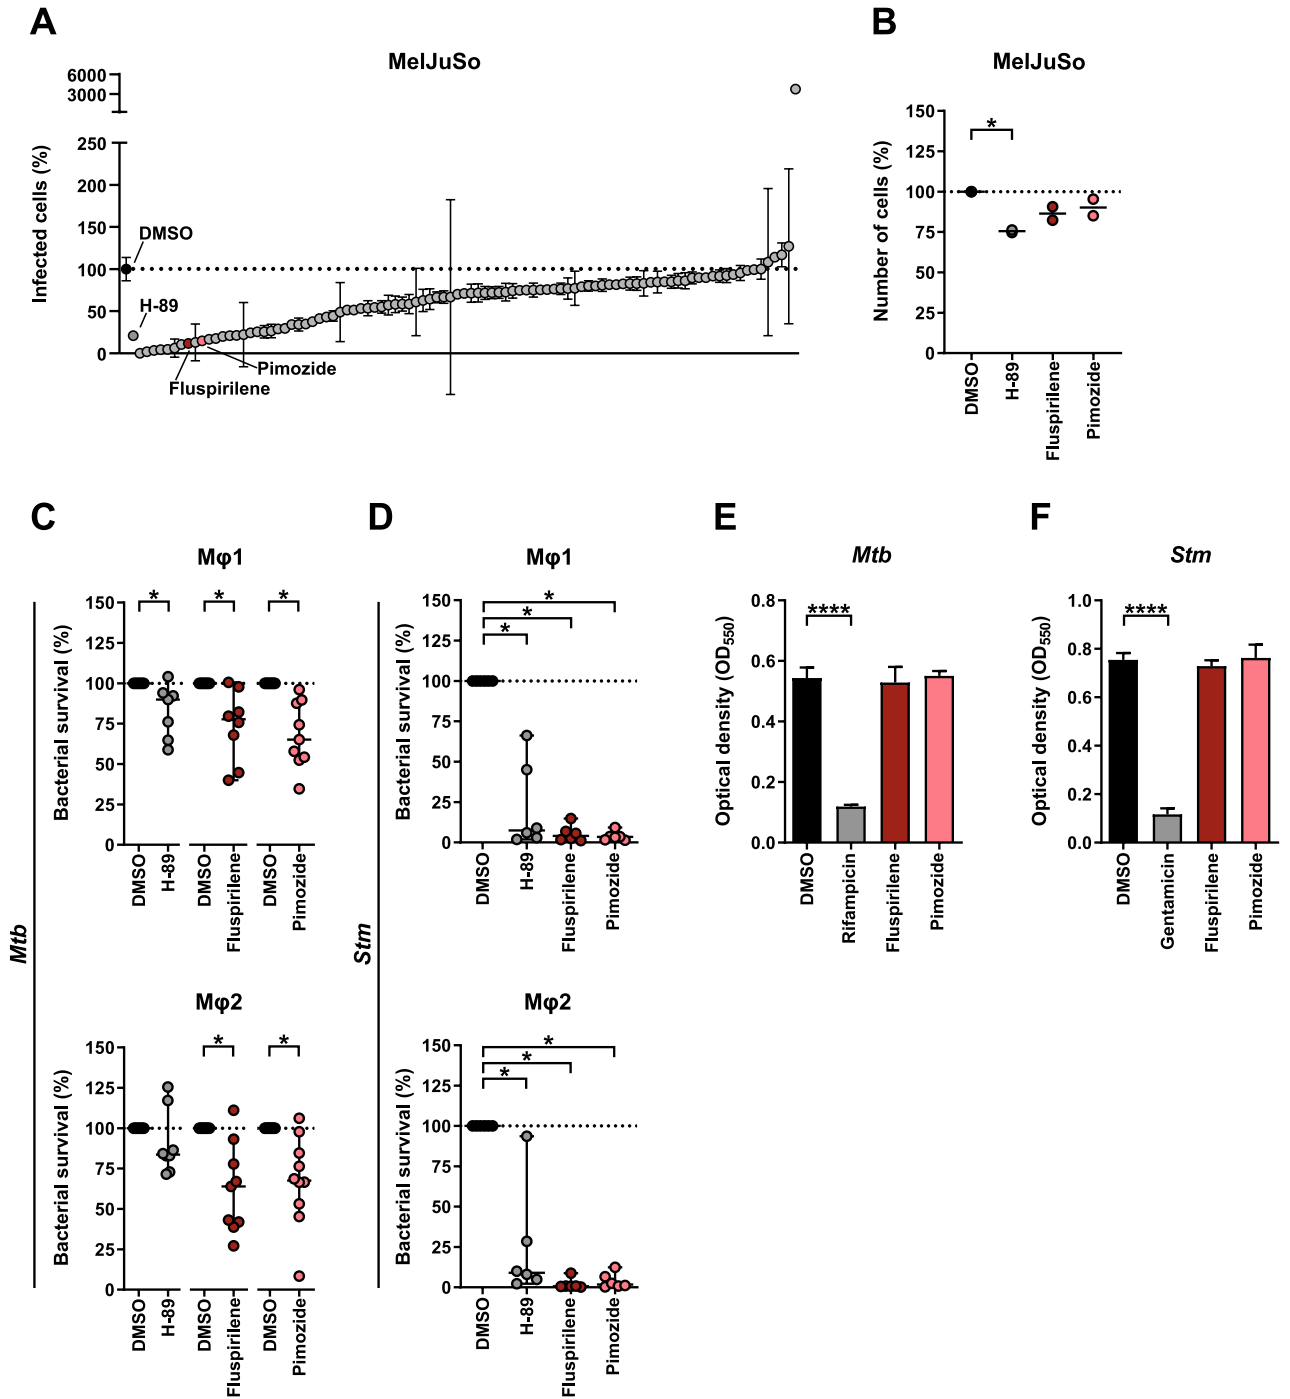 A
MelJuSo
Infected cells (%)
6000
3000
250
200
150
100
50
0
DMSO
H-89
Pimozide
Fluspirilene
B
MelJuSo
Number of cells (%)
150
125
100
75
50
25
0
*
DMSO
H-89
Fluspirilene
Pimozide
C
Mtb
Mφ1
Bacterial survival (%)
150
125
100
75
50
25
0
*
*
*
DMSO
H-89
DMSO
Fluspirilene
DMSO
Pimozide
Mφ2
Bacterial survival (%)
150
125
100
75
50
25
0
*
*
DMSO
H-89
DMSO
Fluspirilene
DMSO
Pimozide
D
Stm
Mφ1
Bacterial survival (%)
150
125
100
75
50
25
0
*
*
*
DMSO
H-89
Fluspirilene
Pimozide
Mφ2
Bacterial survival (%)
150
125
100
75
50
25
0
*
*
*
DMSO
H-89
Fluspirilene
Pimozide
E
Mtb
Optical density (OD550)
0.8
0.6
0.4
0.2
0.0
****
DMSO
Rifampicin
Fluspirilene
Pimozide
F
Stm
Optical density (OD550)
1.0
0.8
0.6
0.4
0.2
0.0
****
DMSO
Gentamicin
Fluspirilene
Pimozide